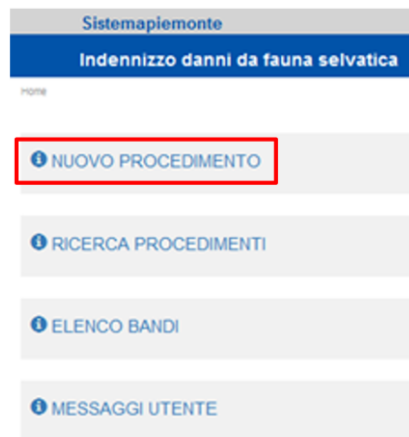 Sistemapiemonte
Indennizzo danni da fauna selvatica
Home
NUOVO PROCEDIMENTO
RICERCA PROCEDIMENTI
ELENCO BANDI
MESSAGGI UTENTE